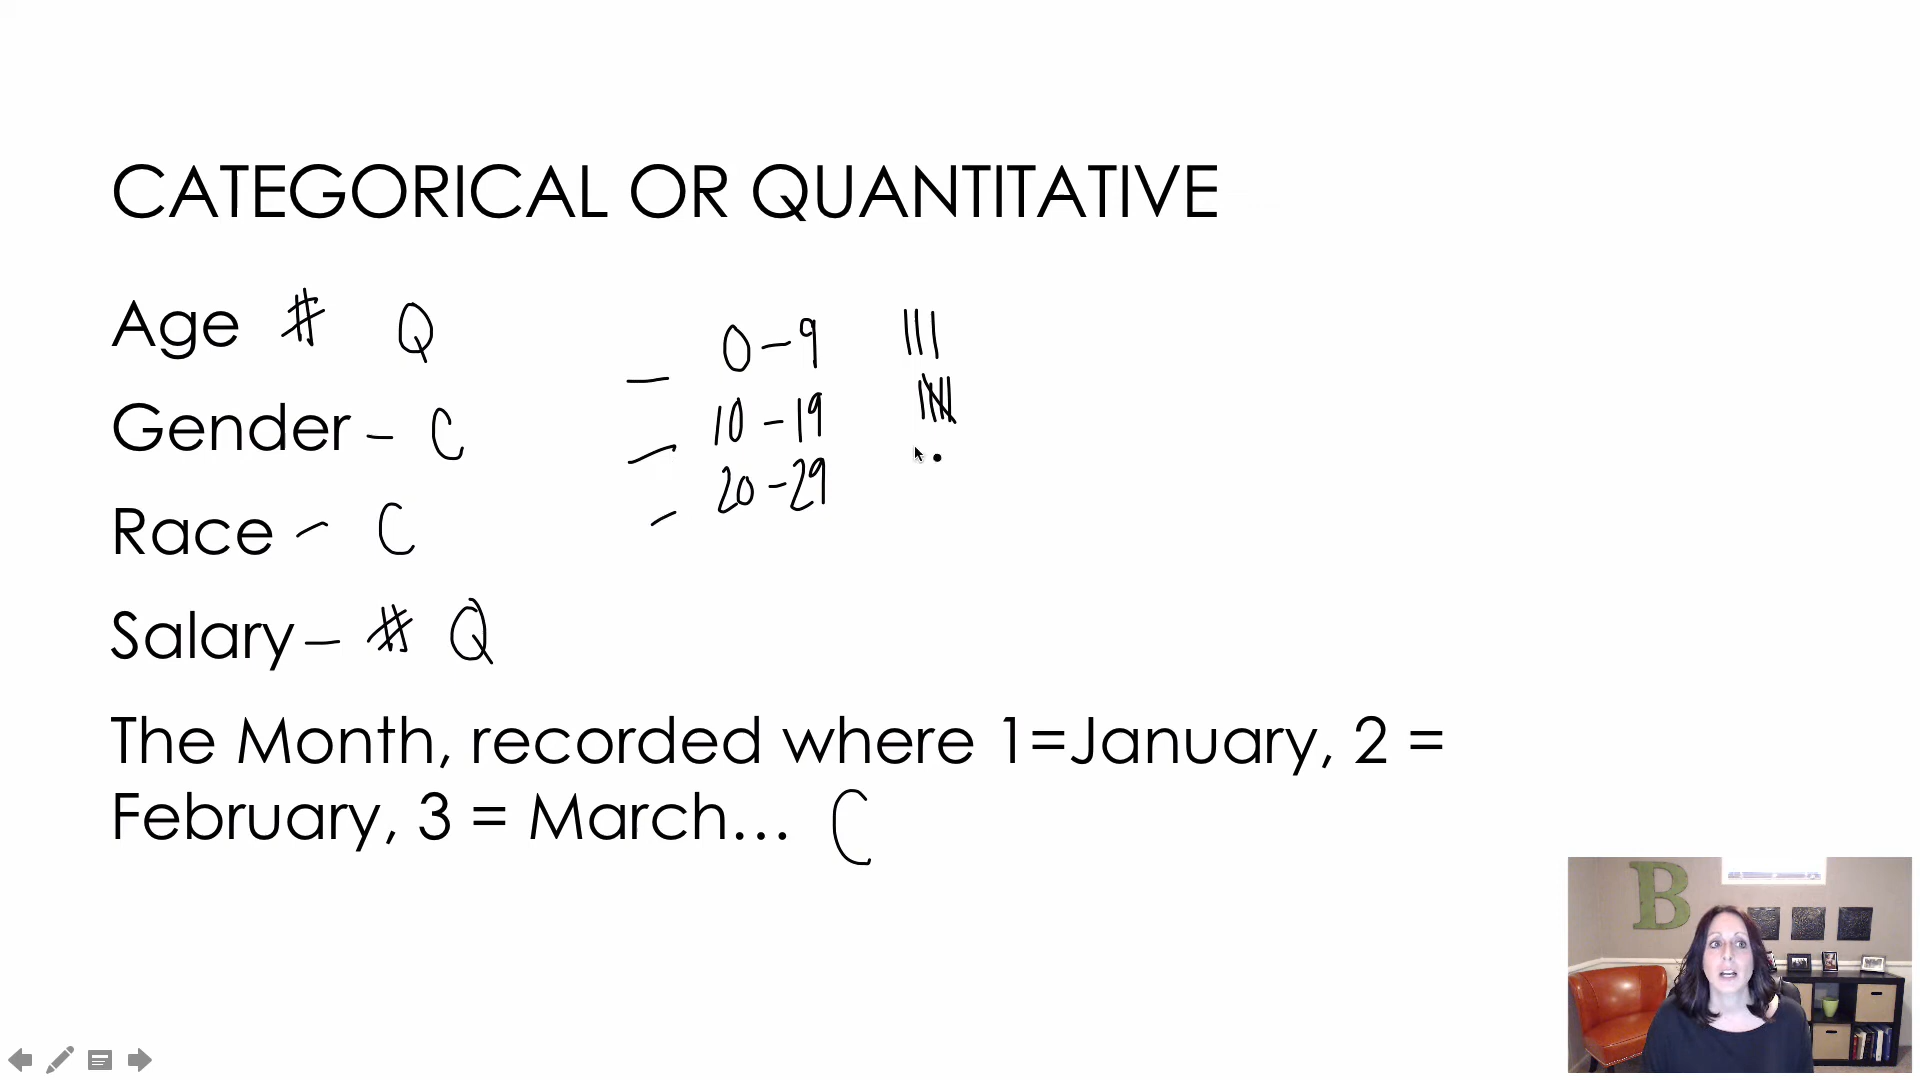 CATEGORICAL OR QUANTITATIVE
Age # Q
Gender – C
Race – C
Salary – # Q
The Month, recorded where 1=January, 2 =
February, 3 = March... C
– 0–9 |||
– 10–19 ||||
– 20–29
B